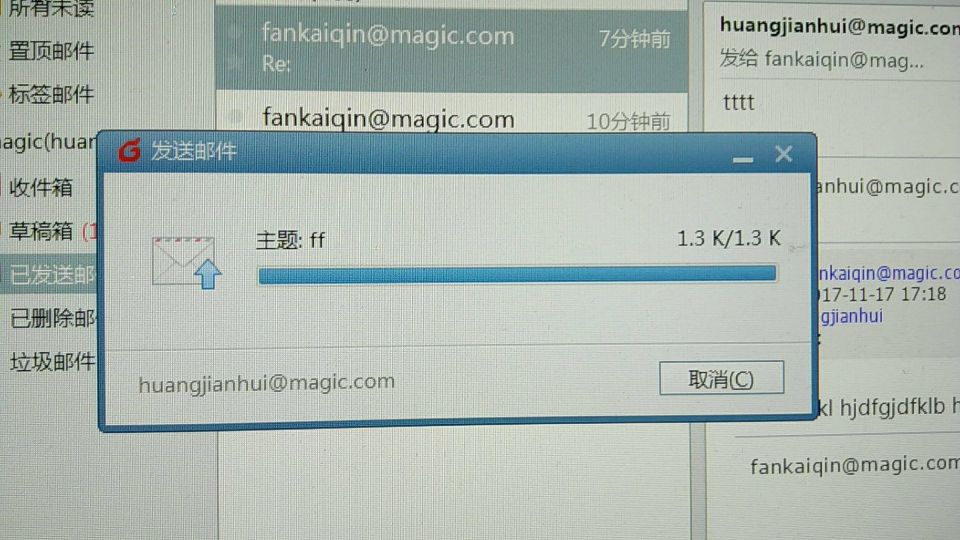 所有未读
置顶邮件
标签邮件
magic(huan
收件箱
草稿箱 (1
已发送邮
已删除邮
垃圾邮件
fankaiqin@magic.com 7分钟前
Re:
fankaiqin@magic.com 10分钟前
发送邮件
主题: ff 1.3 K/1.3 K
huangjianhui@magic.com 取消(C)
huangjianhui@magic.com
发给 fankaiqin@mag...
tttt
anhui@magic.c
nkaiqin@magic.co
017-11-17 17:18
gjianhui
kl hjdfgjdfklb h
fankaiqin@magic.com